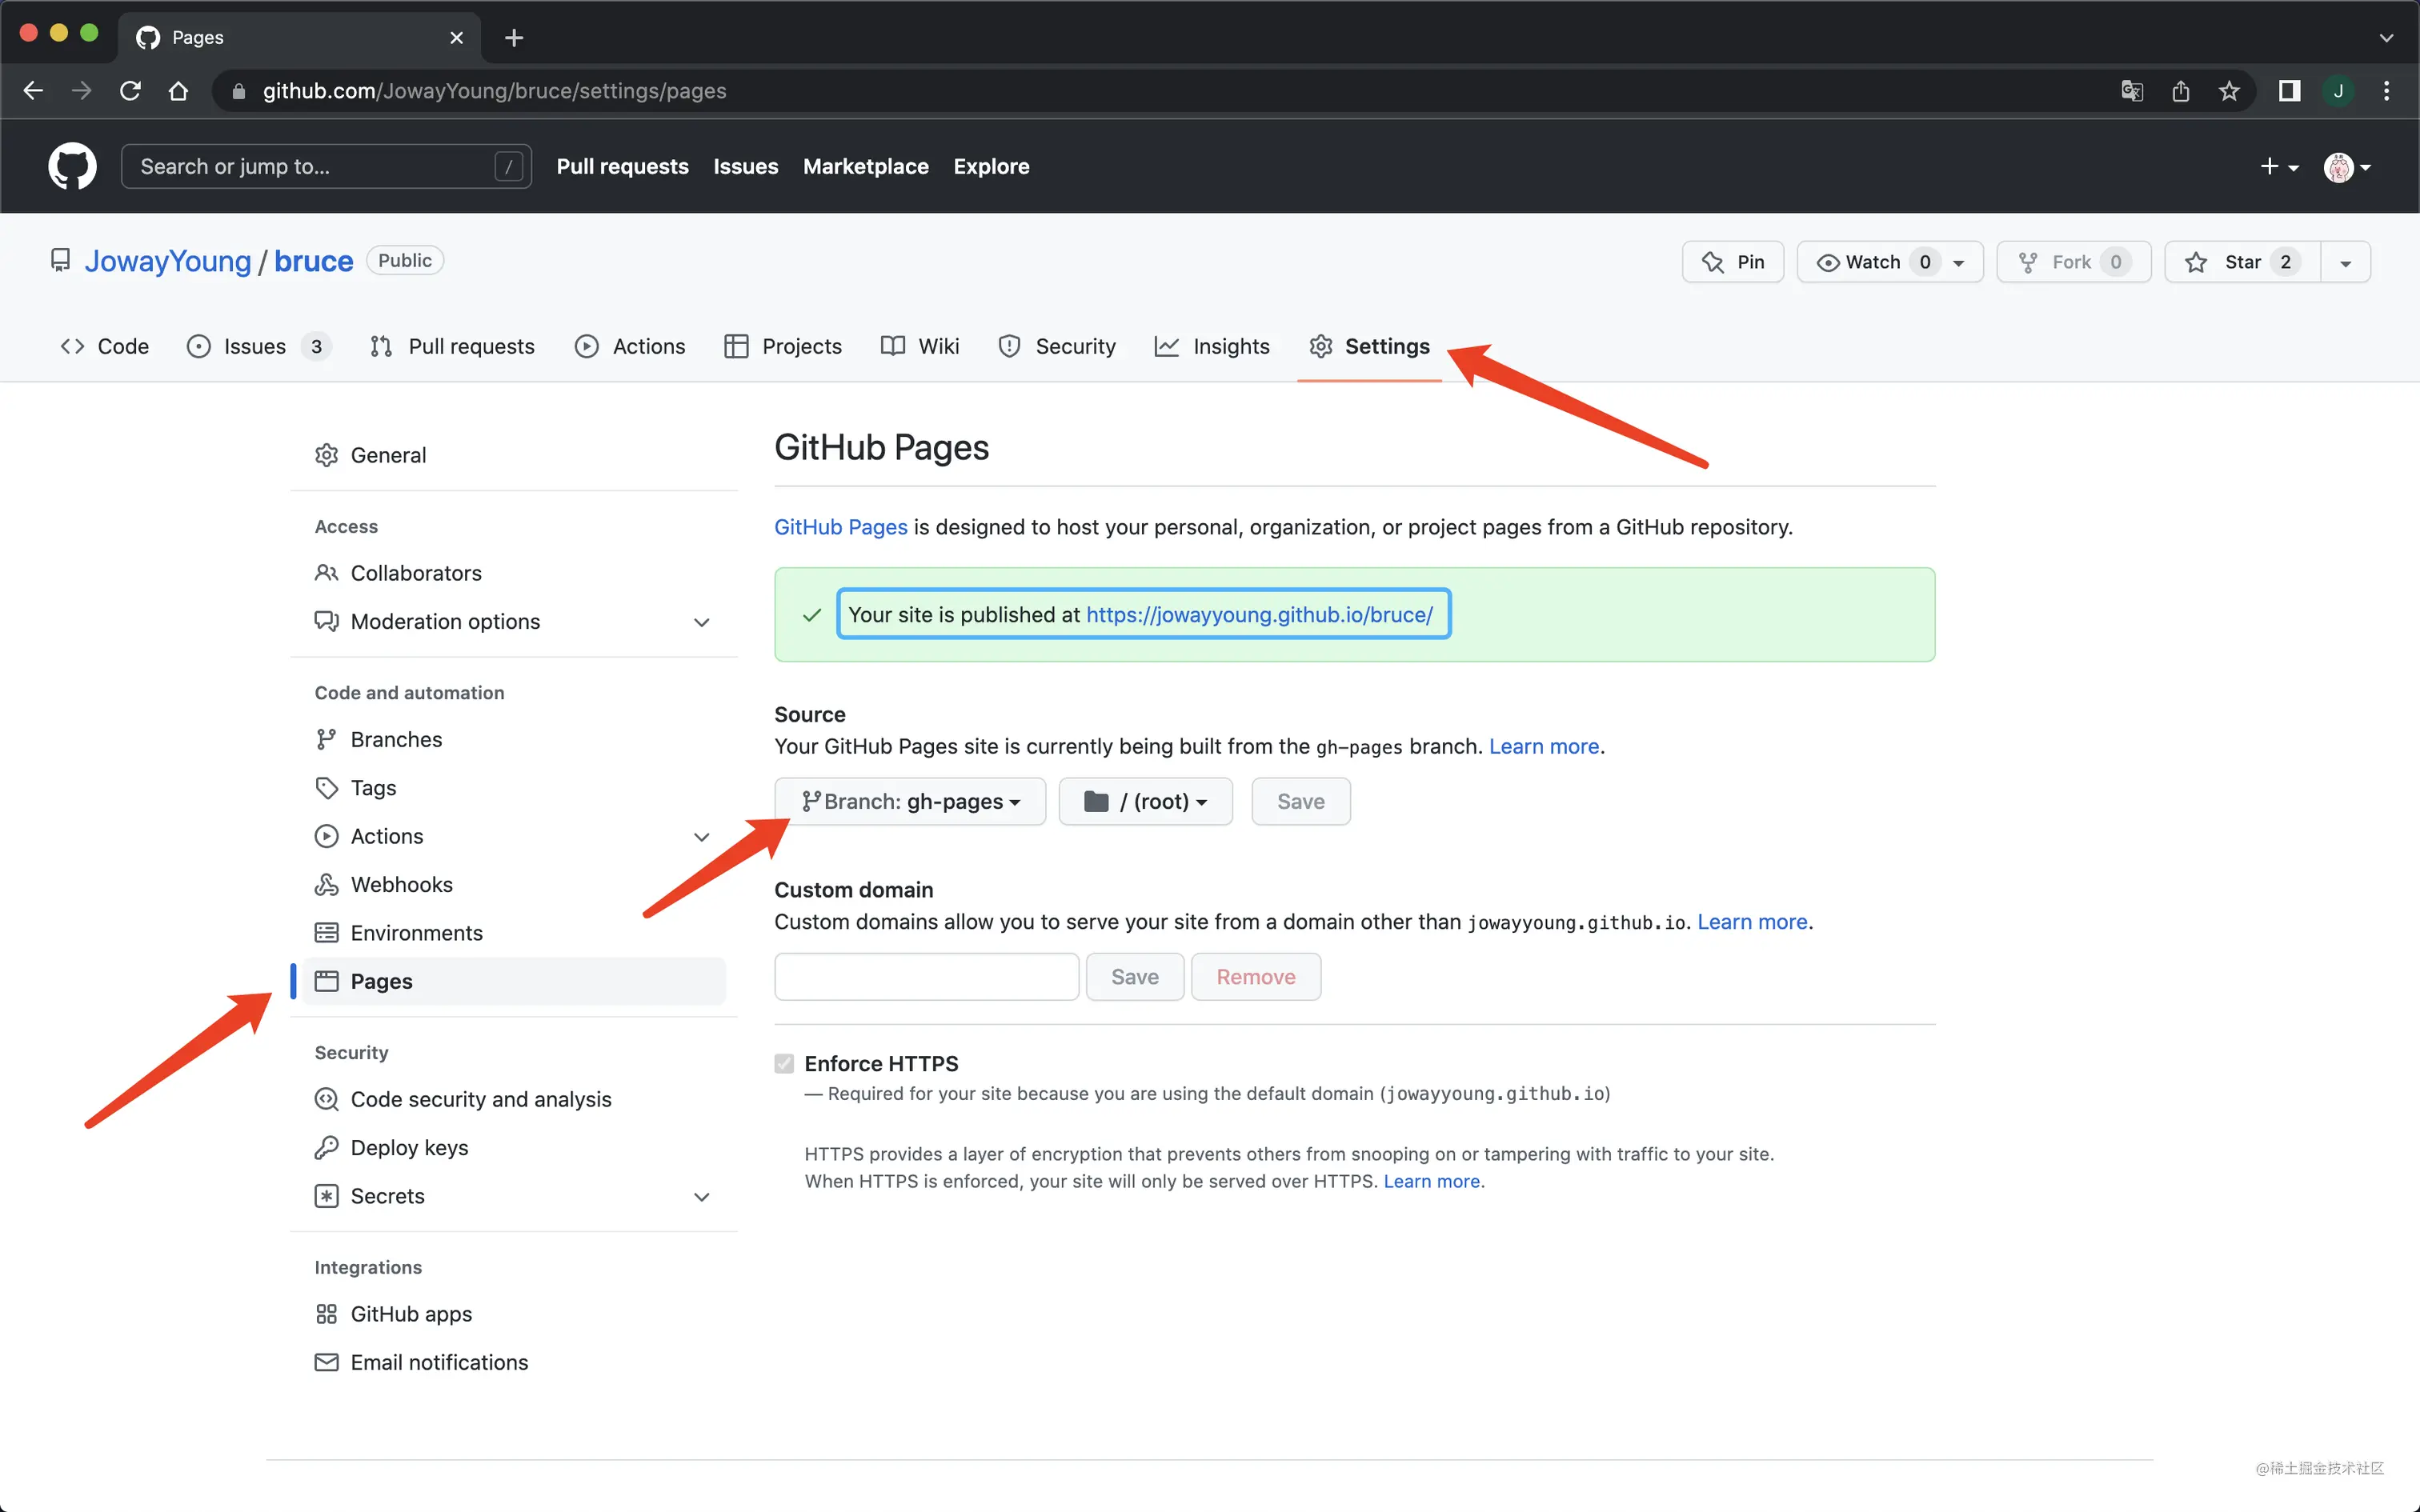 Pages
github.com/JowayYoung/bruce/settings/pages
J
Search or jump to...
/
Pull requests
Issues
Marketplace
Explore
JowayYoung / bruce
Public
Pin
Watch 0
Fork 0
Star 2
Code
Issues 3
Pull requests
Actions
Projects
Wiki
Security
Insights
Settings
General
Access
Collaborators
Moderation options
Code and automation
Branches
Tags
Actions
Webhooks
Environments
Pages
Security
Code security and analysis
Deploy keys
Secrets
Integrations
GitHub apps
Email notifications
GitHub Pages
GitHub Pages is designed to host your personal, organization, or project pages from a GitHub repository.
Your site is published at https://jowayyoung.github.io/bruce/
Source
Your GitHub Pages site is currently being built from the gh-pages branch. Learn more.
Branch: gh-pages
/ (root)
Save
Custom domain
Custom domains allow you to serve your site from a domain other than jowayyoung.github.io. Learn more.
Save
Remove
Enforce HTTPS
— Required for your site because you are using the default domain (jowayyoung.github.io)
HTTPS provides a layer of encryption that prevents others from snooping on or tampering with traffic to your site.
When HTTPS is enforced, your site will only be served over HTTPS. Learn more.
@稀土掘金技术社区